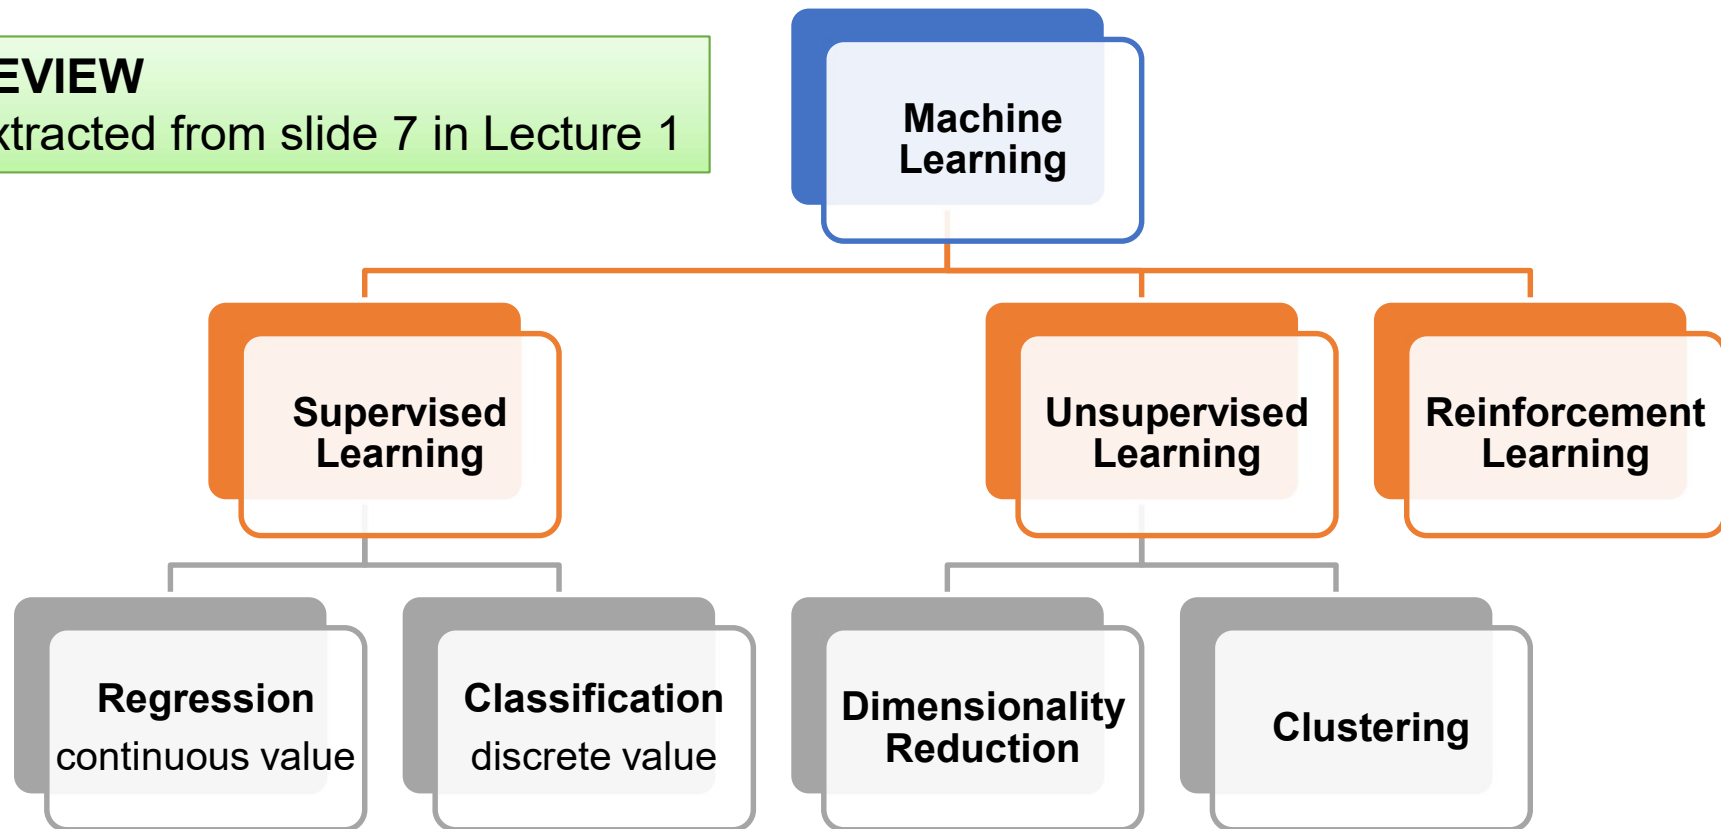 EVIEW
xtracted from slide 7 in Lecture 1
Machine
Learning
Supervised
Learning
Unsupervised
Learning
Reinforcement
Learning
Regression
continuous value
Classification
discrete value
Dimensionality
Reduction
Clustering